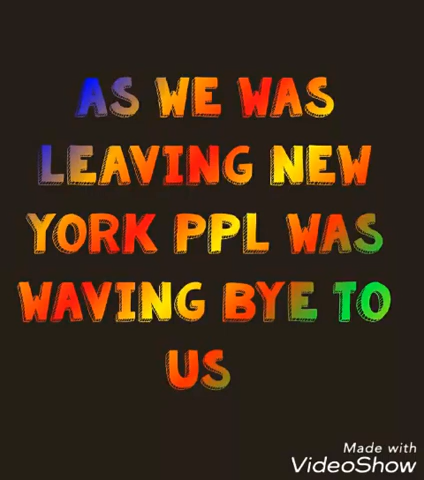 AS WE WAS
LEAVING NEW
YORK PPL WAS
WAVING BYE TO
US
Made with
VideoShow